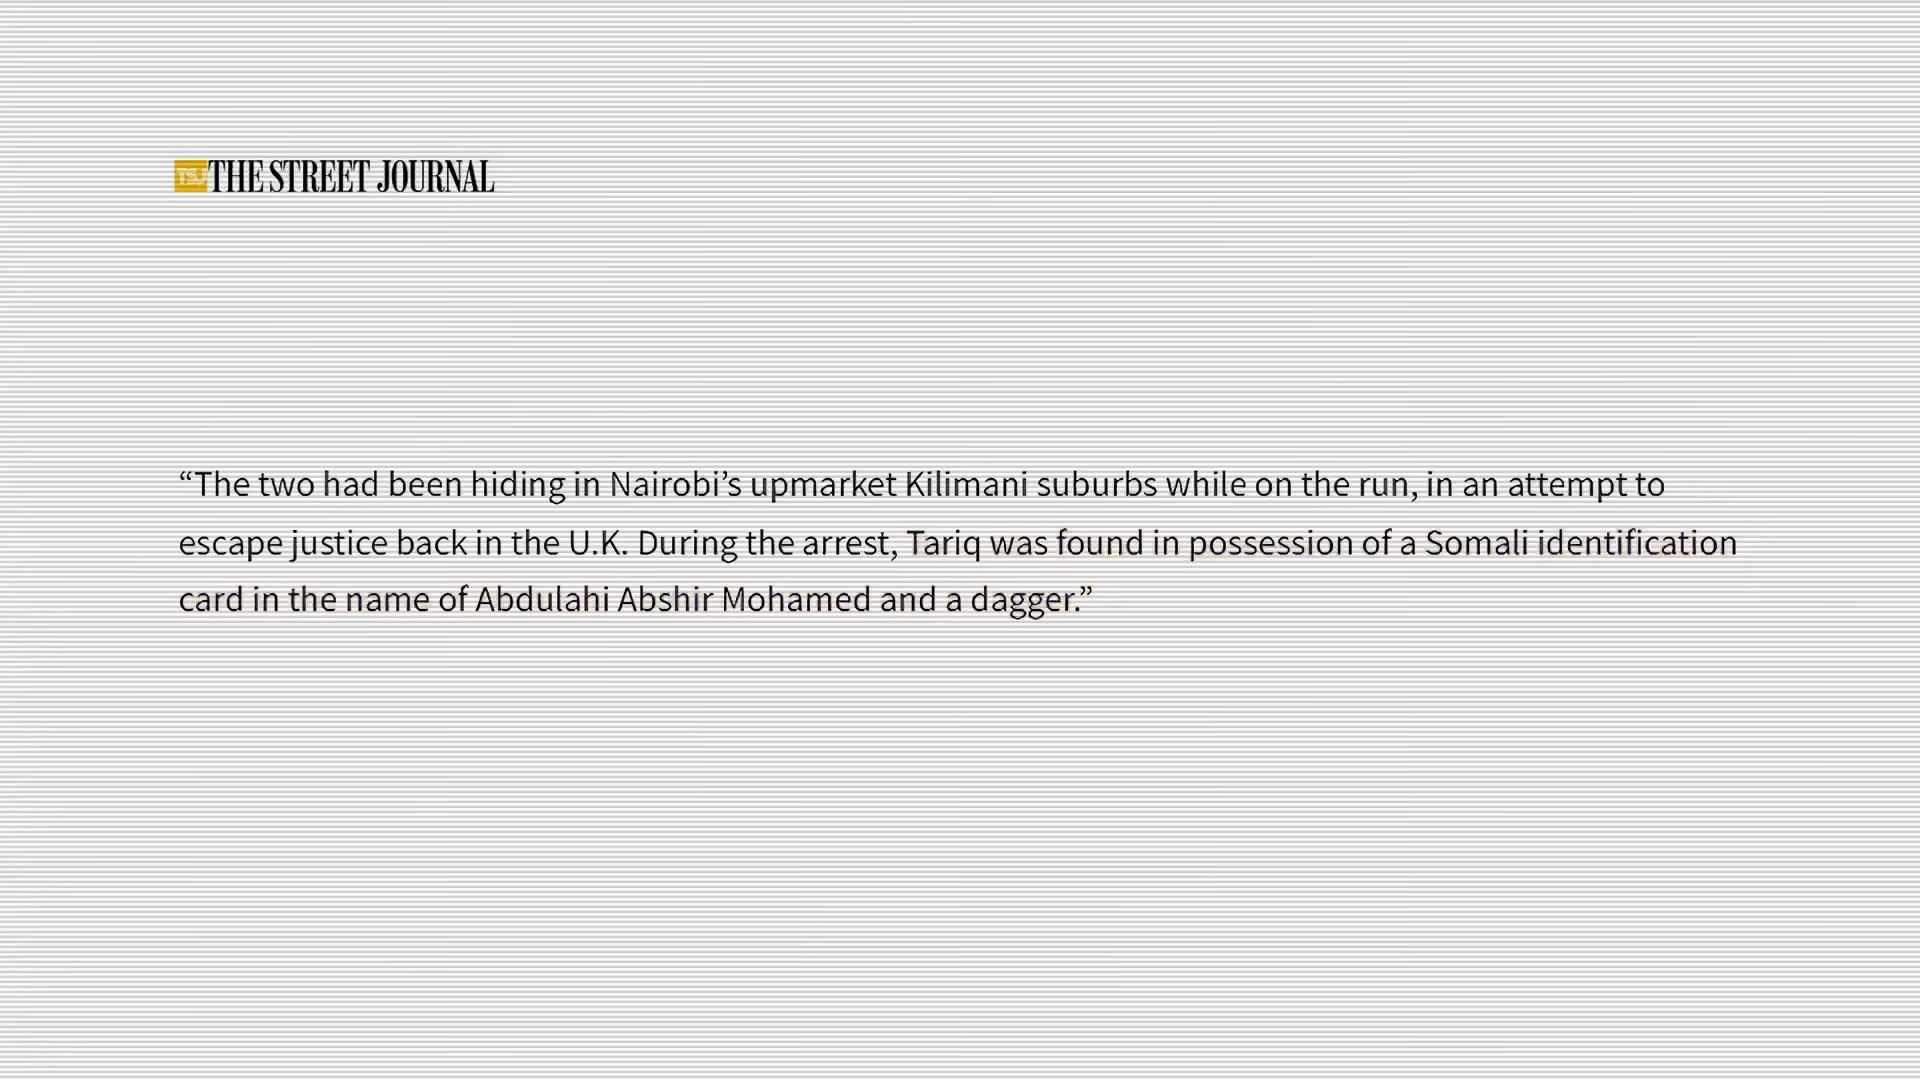 TSJ THE STREET JOURNAL
“The two had been hiding in Nairobi’s upmarket Kilimani suburbs while on the run, in an attempt to
escape justice back in the U.K. During the arrest, Tariq was found in possession of a Somali identification
card in the name of Abdulahi Abshir Mohamed and a dagger.”